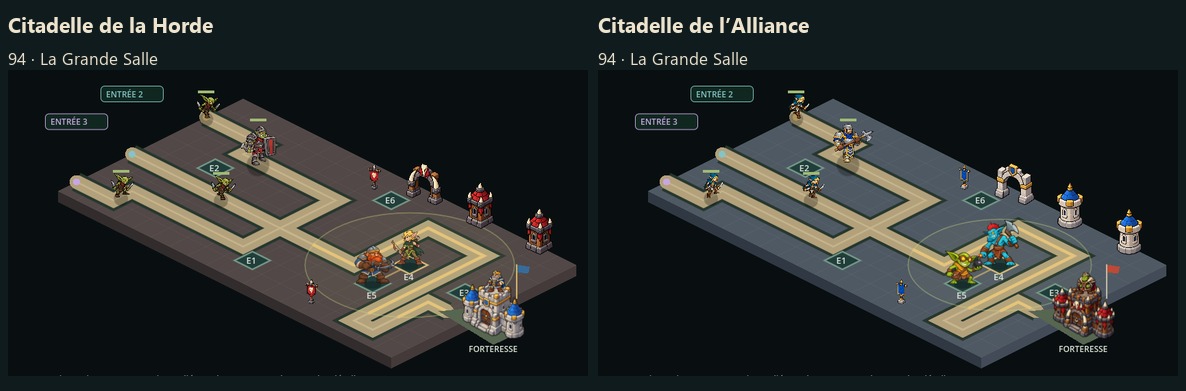 Citadelle de la Horde
94 · La Grande Salle
ENTRÉE 2
ENTRÉE 3
E2
E6
E1
E4
E5
E3
FORTERESSE
Citadelle de l’Alliance
94 · La Grande Salle
ENTRÉE 2
ENTRÉE 3
E2
E6
E1
E4
E5
E3
FORTERESSE